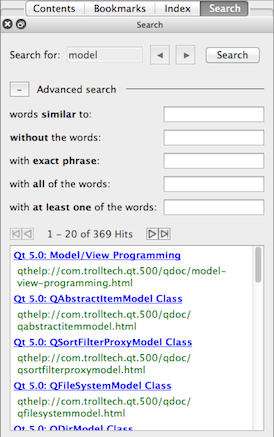 Contents Bookmarks Index Search
Search
Search for: model Search
Advanced search
words similar to:
without the words:
with exact phrase:
with all of the words:
with at least one of the words:
1 - 20 of 369 Hits
Qt 5.0: Model/View Programming
qthelp://com.trolltech.qt.500/qdoc/model-
view-programming.html
Qt 5.0: QAbstractItemModel Class
qthelp://com.trolltech.qt.500/qdoc/
qabstractitemmodel.html
Qt 5.0: QSortFilterProxyModel Class
qthelp://com.trolltech.qt.500/qdoc/
qsortfilterproxymodel.html
Qt 5.0: QFileSystemModel Class
qthelp://com.trolltech.qt.500/qdoc/
qfilesystemmodel.html
Qt 5.0: QDirModel Class